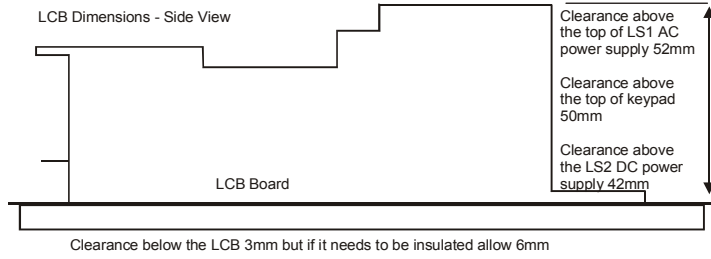 LCB Dimensions - Side View
Clearance above
the top of LS1 AC
power supply 52mm
Clearance above
the top of keypad
50mm
Clearance above
the LS2 DC power
supply 42mm
LCB Board
Clearance below the LCB 3mm but if it needs to be insulated allow 6mm